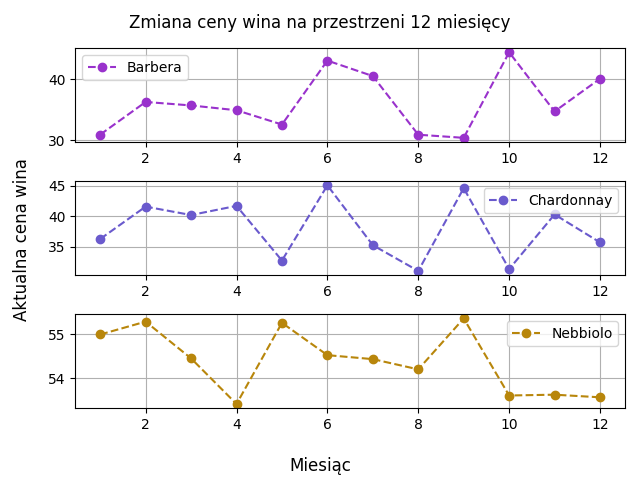 Zmiana ceny wina na przestrzeni 12 miesięcy
Aktualna cena wina
Barbera
40
30
2 4 6 8 10 12
Chardonnay
45
40
35
2 4 6 8 10 12
Nebbiolo
55
54
2 4 6 8 10 12
Miesiąc